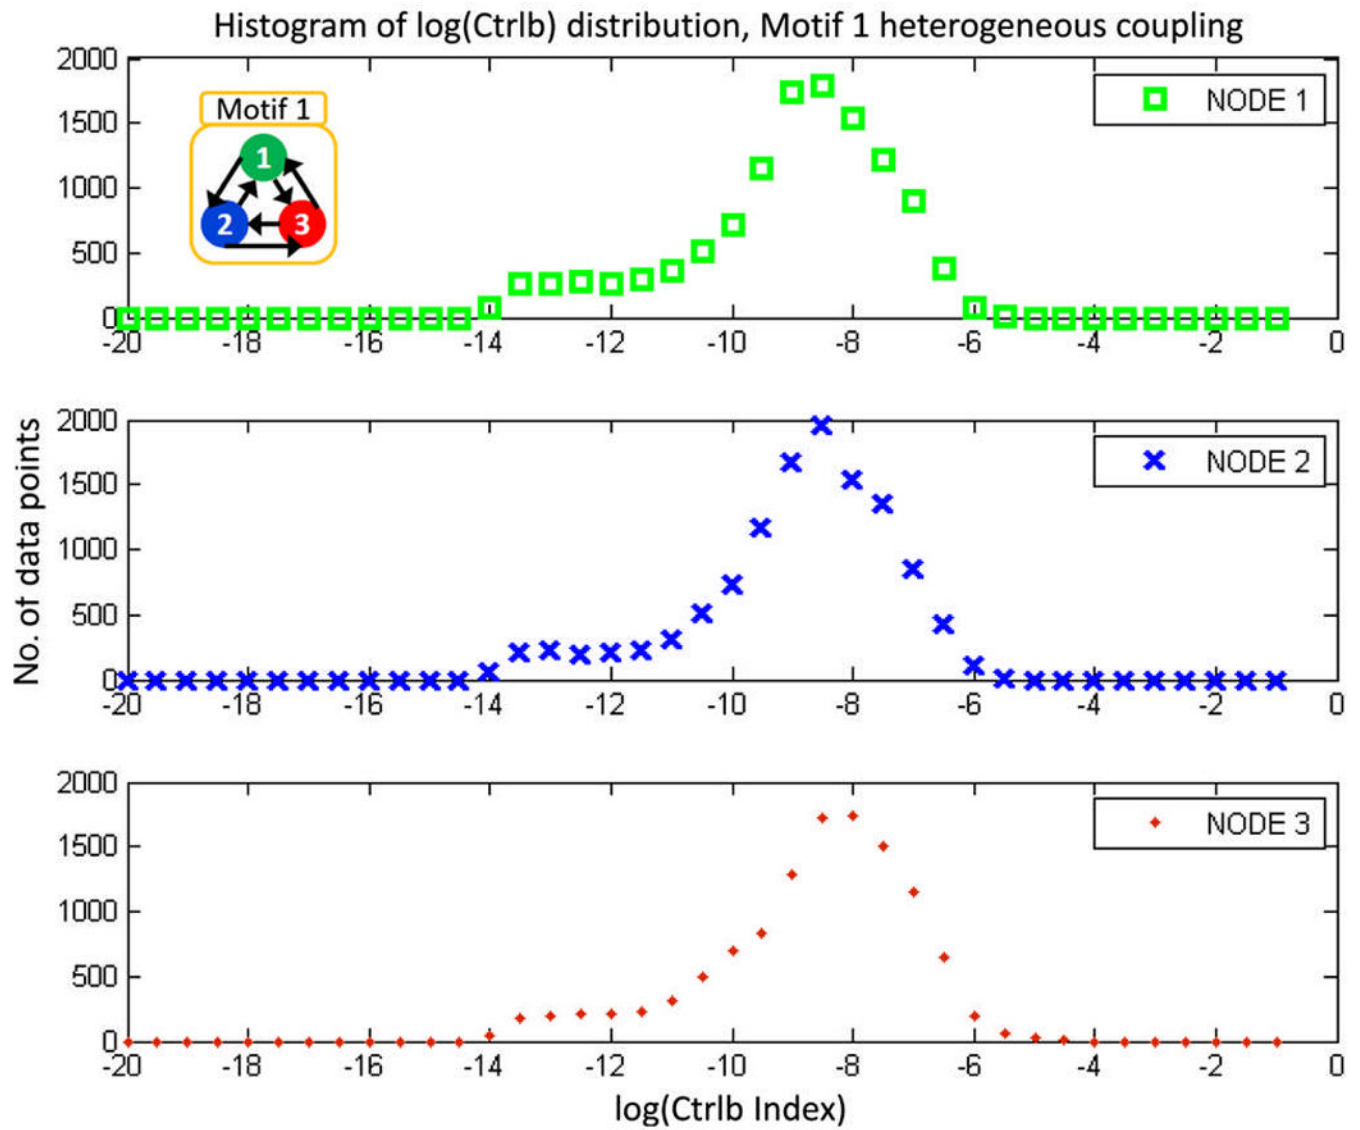 Histogram of log(Ctrlb) distribution, Motif 1 heterogeneous coupling
2000
1500
1000
500
0
Motif 1
1
2 3
NODE 1
-20 -18 -16 -14 -12 -10 -8 -6 -4 -2 0
No. of data points
2000
1500
1000
500
0
NODE 2
-20 -18 -16 -14 -12 -10 -8 -6 -4 -2 0
2000
1500
1000
500
0
NODE 3
-20 -18 -16 -14 -12 -10 -8 -6 -4 -2 0
log(Ctrlb Index)